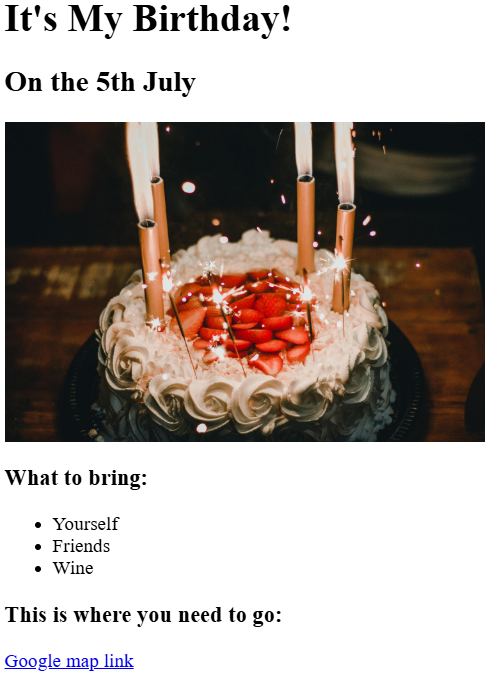 It's My Birthday!
On the 5th July
What to bring:
Yourself
Friends
Wine
This is where you need to go:
Google map link